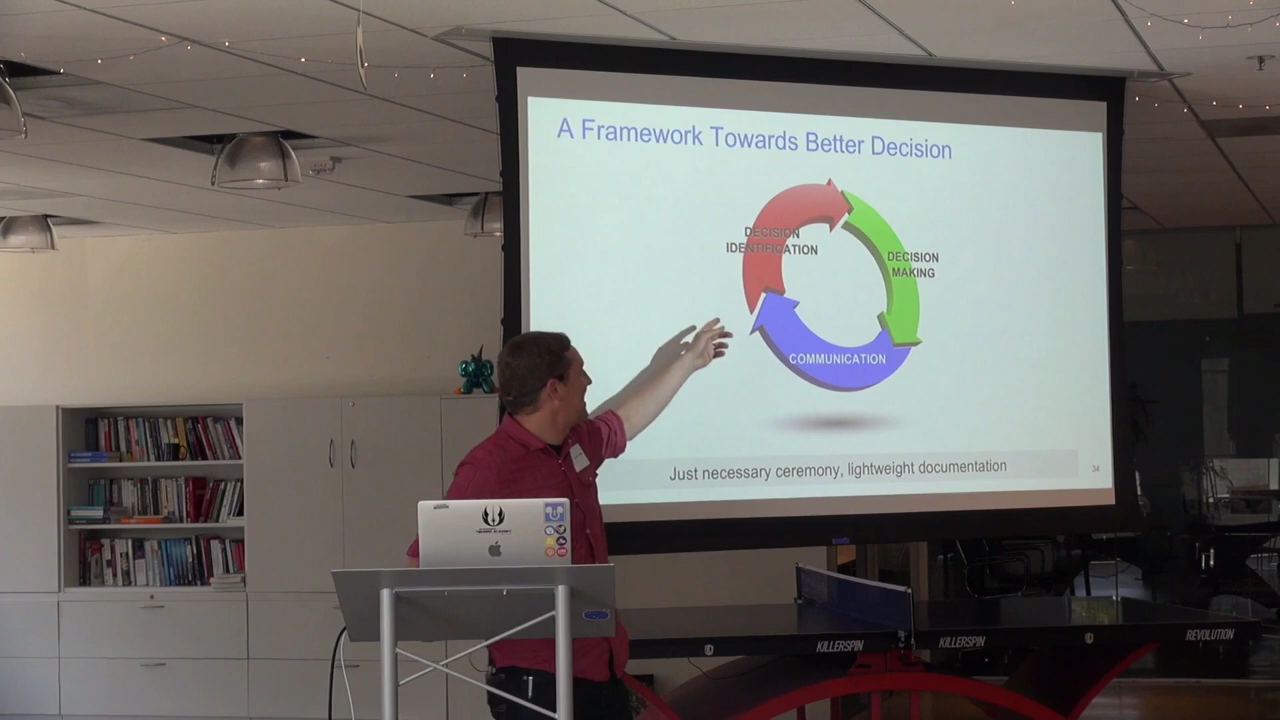 A Framework Towards Better Decision
DECISION
IDENTIFICATION
DECISION
MAKING
COMMUNICATION
Just necessary ceremony, lightweight documentation
34
KILLERSPIN
KILLERSPIN
REVOLUTION